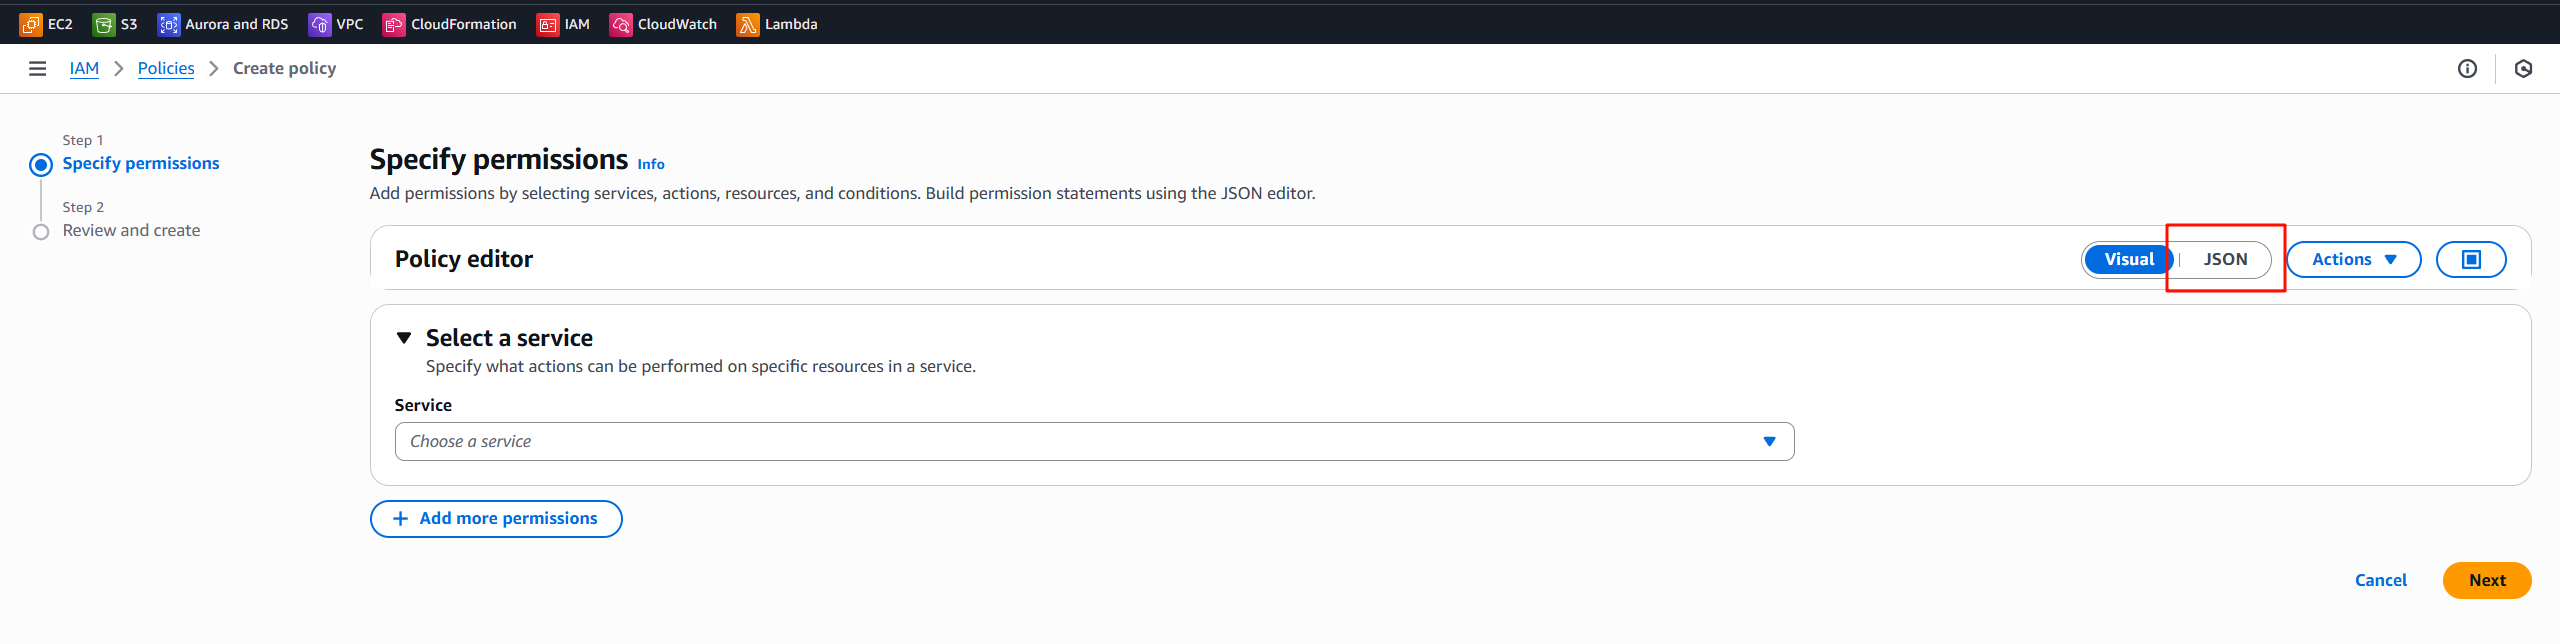 EC2 S3 Aurora and RDS VPC CloudFormation IAM CloudWatch Lambda
IAM Policies Create policy
Step 1
Specify permissions
Step 2
Review and create
Specify permissions Info
Add permissions by selecting services, actions, resources, and conditions. Build permission statements using the JSON editor.
Policy editor
Visual JSON Actions
Select a service
Specify what actions can be performed on specific resources in a service.
Service
Choose a service
Add more permissions
Cancel Next